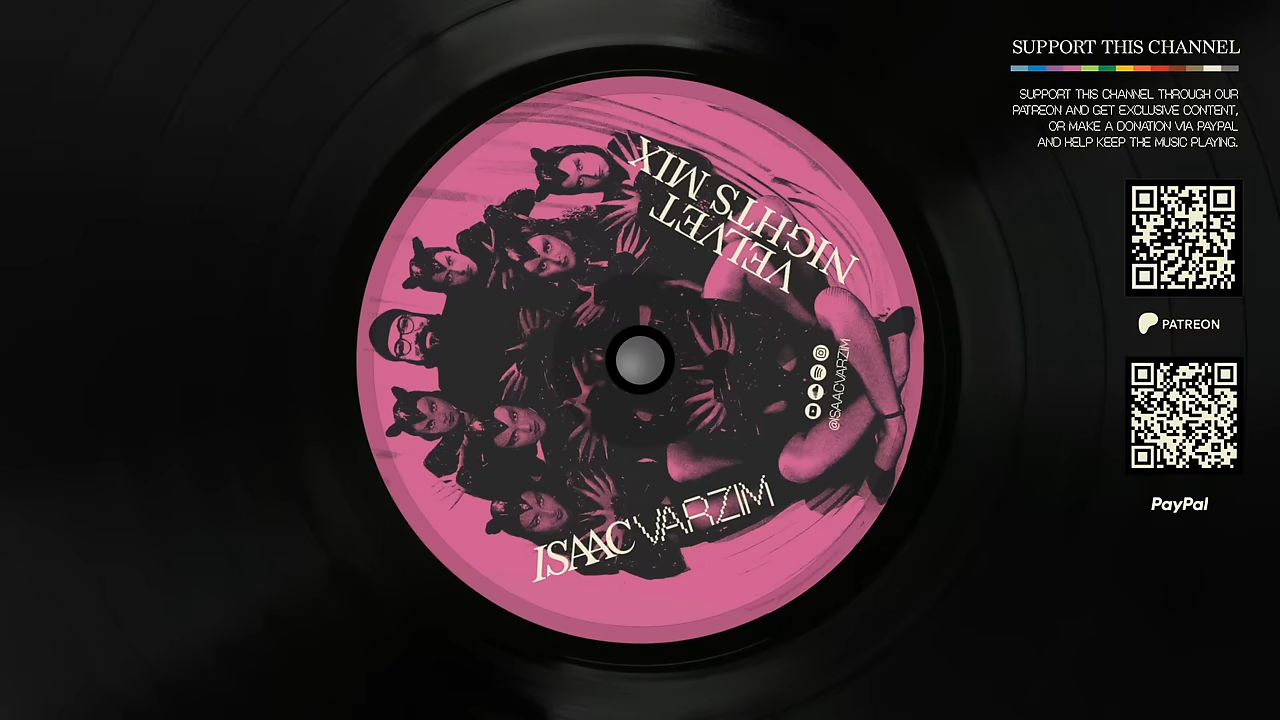 SUPPORT THIS CHANNEL
SUPPORT THIS CHANNEL THROUGH OUR
PATREON AND GET EXCLUSIVE CONTENT,
OR MAKE A DONATION VIA PAYPAL
AND HELP KEEP THE MUSIC PLAYING.
PATREON
PayPal
VELVET
NIGHTS MIX
@ISAACVARZIM
ISAAC VARZIM